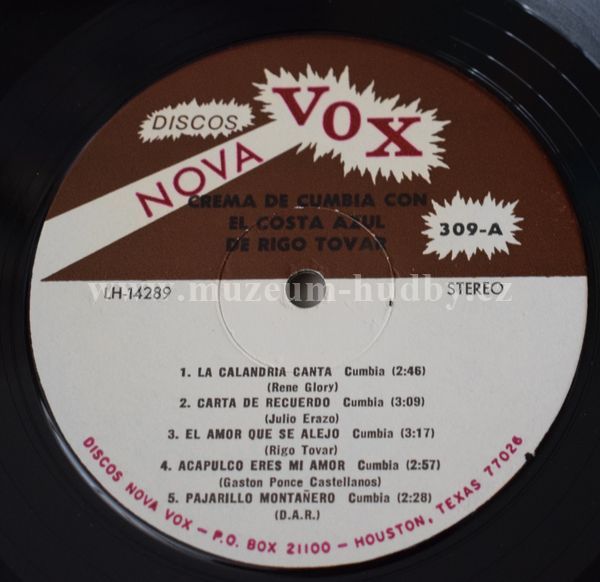 DISCOS
NOVA
VOX
CREMA DE CUMBIA CON
EL COSTA AZUL
DE RIGO TOVAR
309-A
LH-14289
STEREO
www.muzeum-hudby.cz
1. LA CALANDRIA CANTA Cumbia (2:46)
(Rene Glory)
2. CARTA DE RECUERDO Cumbia (3:09)
(Julio Erazo)
3. EL AMOR QUE SE ALEJO Cumbia (3:17)
(Rigo Tovar)
4. ACAPULCO ERES MI AMOR Cumbia (2:57)
(Gaston Ponce Castellanos)
5. PAJARILLO MONTAÑERO Cumbia (2:28)
(D.A.R.)
DISCOS NOVA VOX – P.O. BOX 21100 – HOUSTON, TEXAS 77026